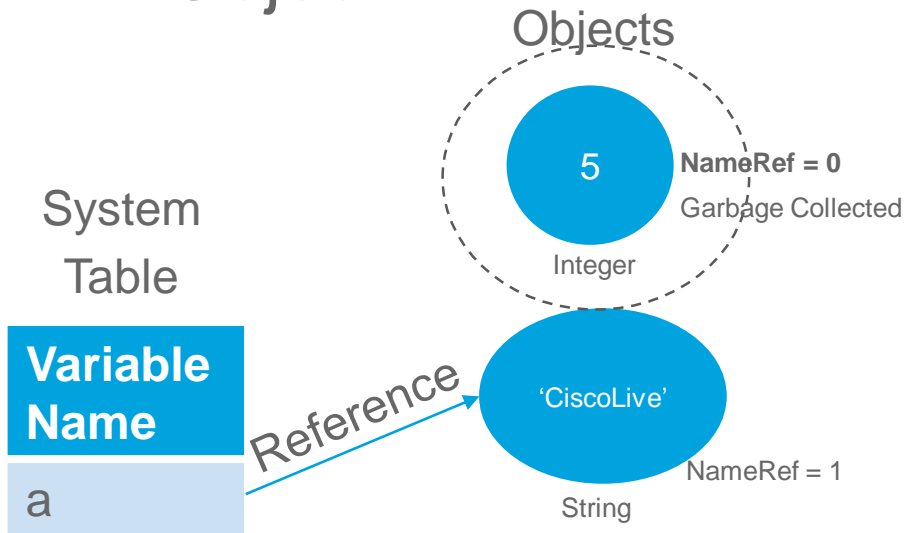 Objects
5
NameRef = 0
Garbage Collected
Integer
System
Table
Variable
Name
a
Reference
‘CiscoLive’
NameRef = 1
String